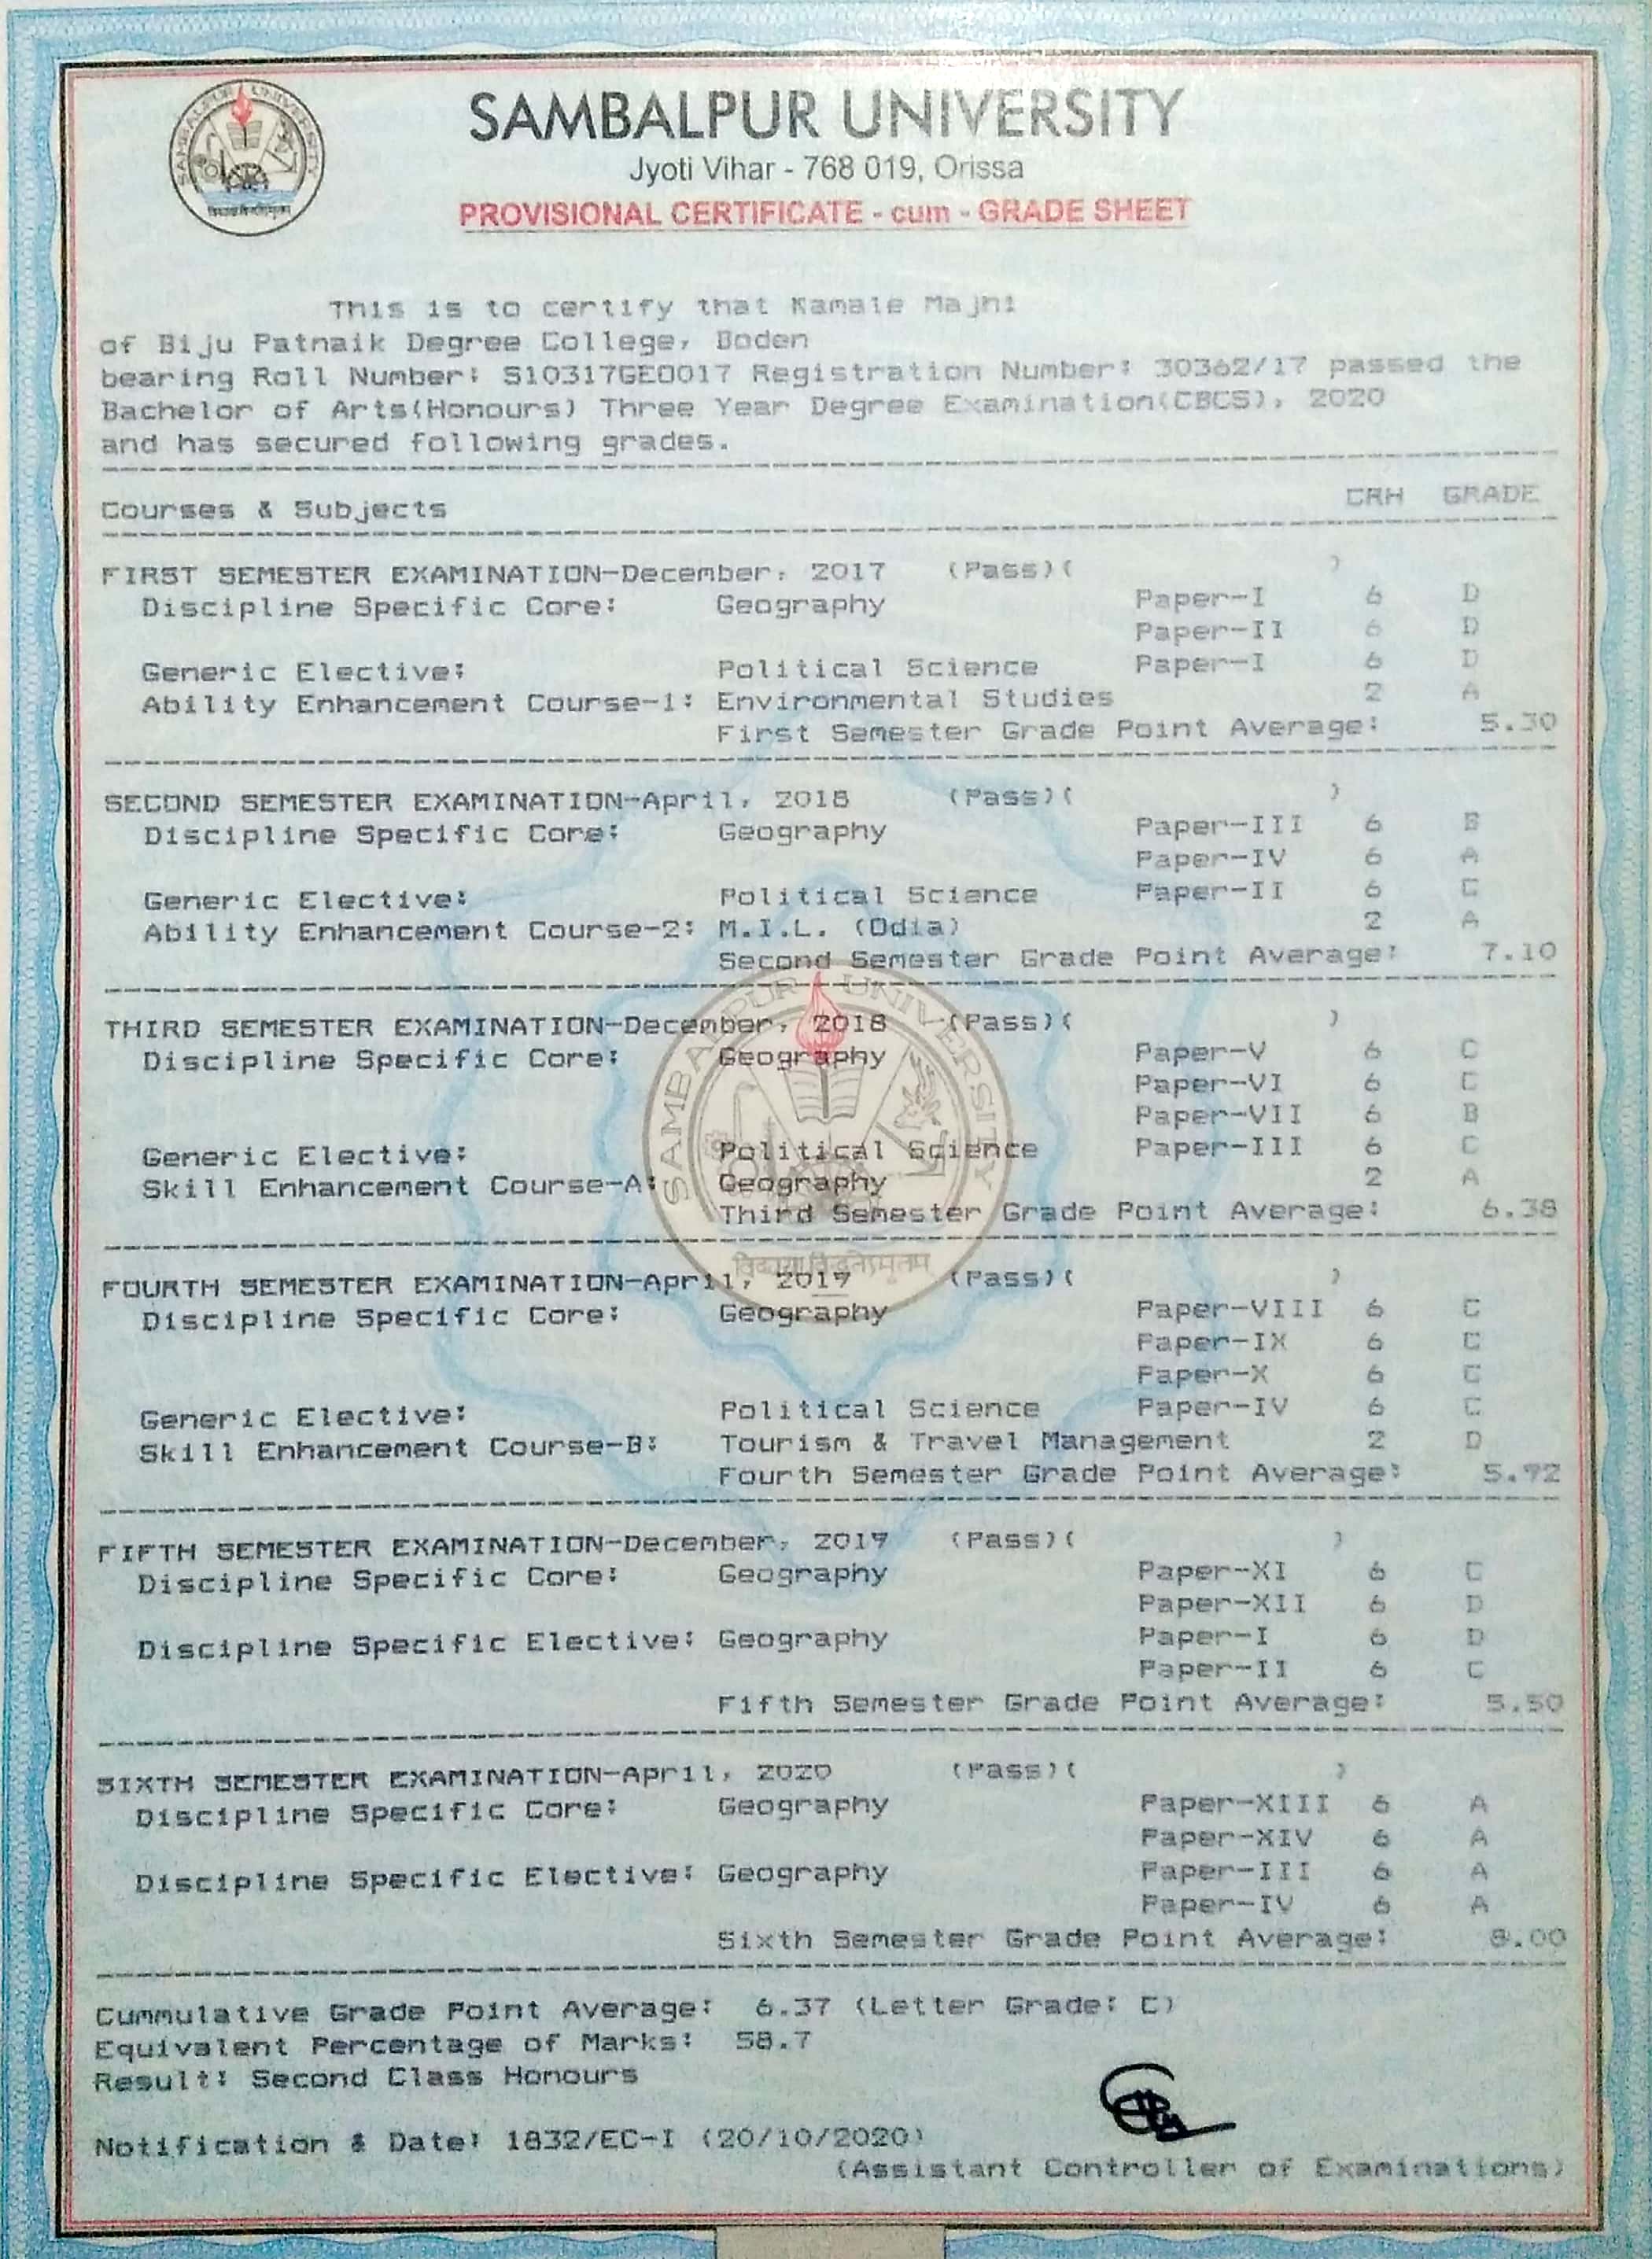 SAMBALPUR UNIVERSITY
SAMBALPUR UNIVERSITY
Jyoti Vihar - 768 019, Orissa
PROVISIONAL CERTIFICATE - cum - GRADE SHEET
This is to certify that Kamale Majhi
of Biju Patnaik Degree College, Boden
bearing Roll Number: S10317GEO017 Registration Number: 30362/17 passed the
Bachelor of Arts(Honours) Three Year Degree Examination(CBCS), 2020
and has secured following grades.
Courses & Subjects CRH GRADE
FIRST SEMESTER EXAMINATION-December, 2017 (Pass)( )
Discipline Specific Core: Geography Paper-I 6 D
Paper-II 6 D
Generic Elective: Political Science Paper-I 6 D
Ability Enhancement Course-1: Environmental Studies 2 A
First Semester Grade Point Average: 5.30
SECOND SEMESTER EXAMINATION-April, 2018 (Pass)( )
Discipline Specific Core: Geography Paper-III 6 B
Paper-IV 6 A
Generic Elective: Political Science Paper-II 6 C
Ability Enhancement Course-2: M.I.L. (Odia) 2 A
Second Semester Grade Point Average: 7.10
THIRD SEMESTER EXAMINATION-December, 2018 (Pass)( )
Discipline Specific Core: Geography Paper-V 6 C
Paper-VI 6 C
Paper-VII 6 B
Generic Elective: Political Science Paper-III 6 C
Skill Enhancement Course-A: Geography 2 A
Third Semester Grade Point Average: 6.38
SAMBALPUR UNIVERSITY
FOURTH SEMESTER EXAMINATION-April, 2019 (Pass)( )
Discipline Specific Core: Geography Paper-VIII 6 C
Paper-IX 6 C
Paper-X 6 C
Generic Elective: Political Science Paper-IV 6 C
Skill Enhancement Course-B: Tourism & Travel Management 2 D
Fourth Semester Grade Point Average: 5.92
FIFTH SEMESTER EXAMINATION-December, 2019 (Pass)( )
Discipline Specific Core: Geography Paper-XI 6 C
Paper-XII 6 D
Discipline Specific Elective: Geography Paper-I 6 D
Paper-II 6 C
Fifth Semester Grade Point Average: 5.50
SIXTH SEMESTER EXAMINATION-April, 2020 (Pass)( )
Discipline Specific Core: Geography Paper-XIII 6 A
Paper-XIV 6 A
Discipline Specific Elective: Geography Paper-III 6 A
Paper-IV 6 A
Sixth Semester Grade Point Average: 8.00
Cummulative Grade Point Average: 6.37 (Letter Grade: C)
Equivalent Percentage of Marks: 58.7
Result: Second Class Honours
Notification & Date: 1832/EC-I (20/10/2020)
(Assistant Controller of Examinations)